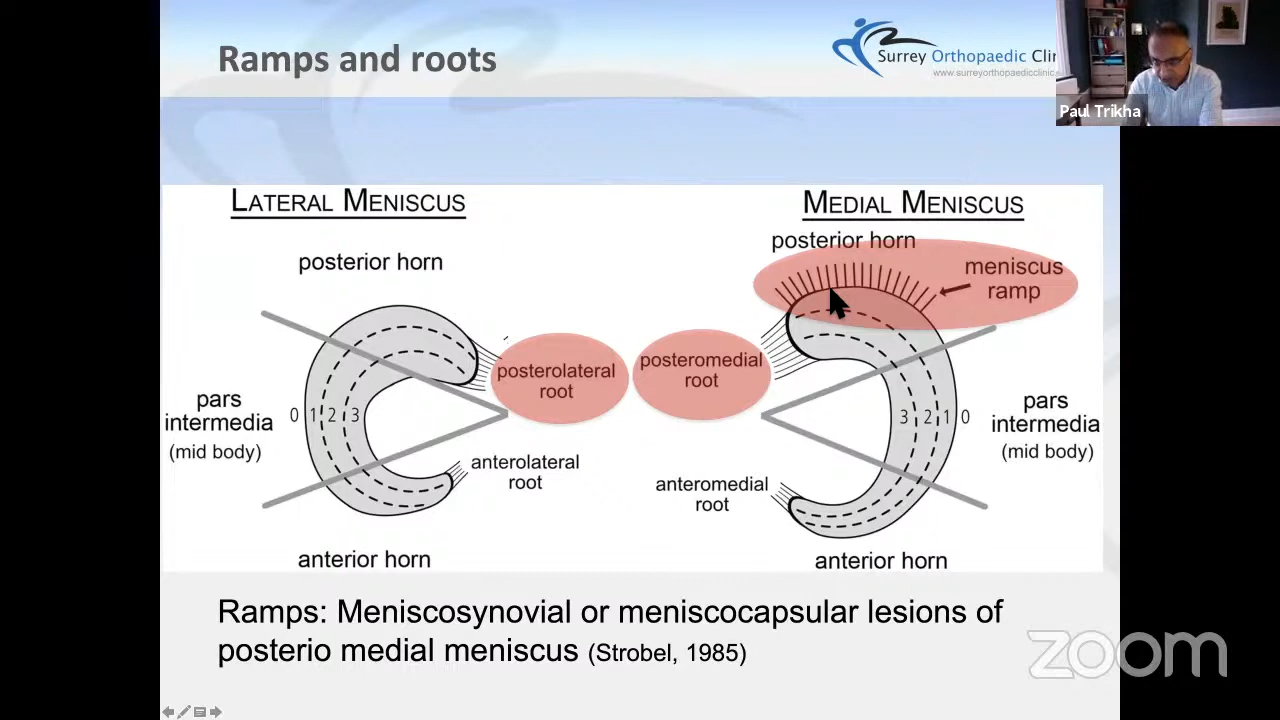 Ramps and roots
Surrey Orthopaedic Clin
www.surreyorthopaedicclinic.
Paul Trikha
LATERAL MENISCUS
MEDIAL MENISCUS
posterior horn
posterior horn
meniscus
ramp
posterolateral
root
posteromedial
root
pars
intermedia
(mid body)
0 1 2 3
3 2 1 0
pars
intermedia
(mid body)
anterolateral
root
anteromedial
root
anterior horn
anterior horn
Ramps: Meniscosynovial or meniscocapsular lesions of
posterio medial meniscus (Strobel, 1985)
zoom